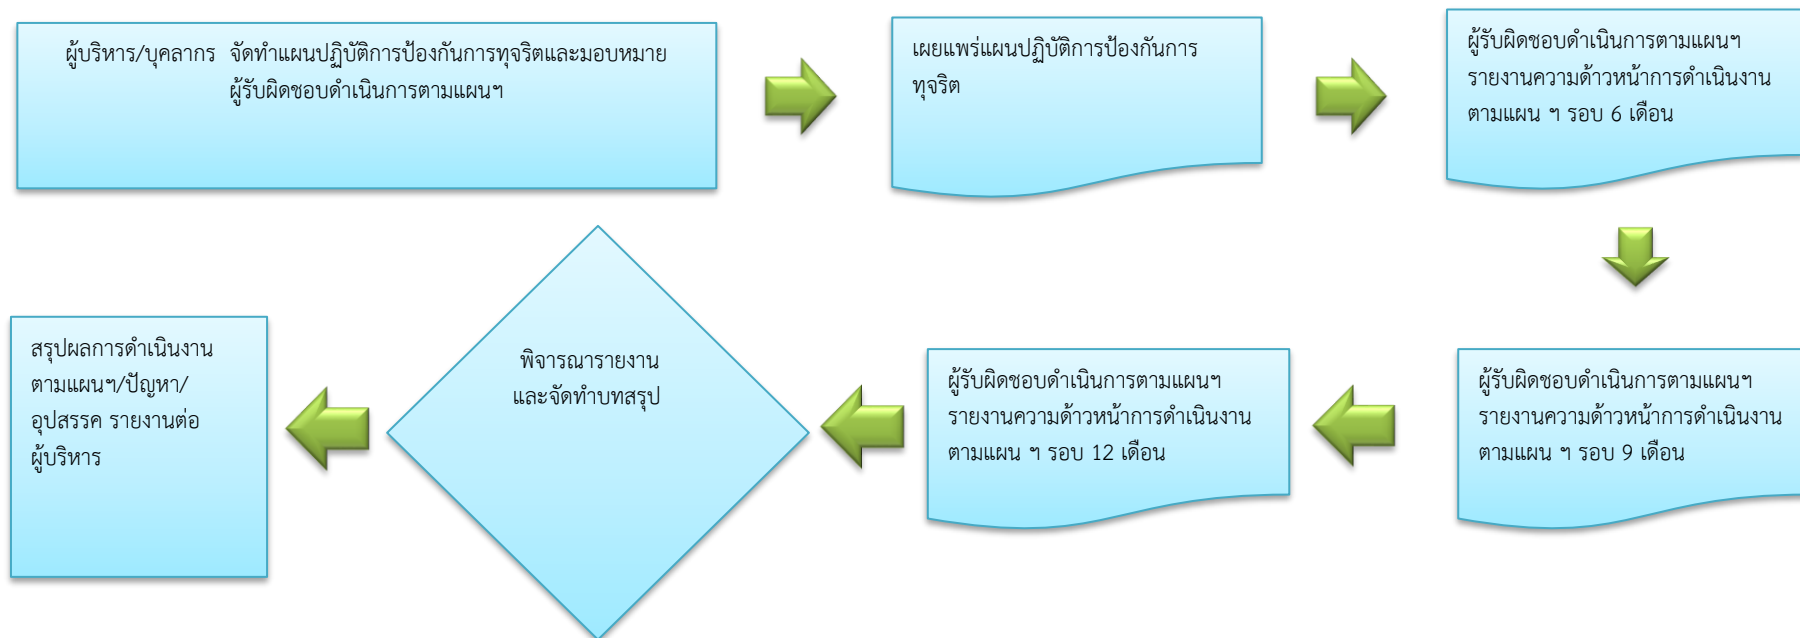 ผู้บริหาร/บุคลากร จัดทำแผนปฏิบัติการป้องกันการทุจริตและมอบหมาย
ผู้รับผิดชอบดำเนินการตามแผนฯ
เผยแพร่แผนปฏิบัติการป้องกันการ
ทุจริต
ผู้รับผิดชอบดำเนินการตามแผนฯ
รายงานความด้าวหน้าการดำเนินงาน
ตามแผน ฯ รอบ 6 เดือน
ผู้รับผิดชอบดำเนินการตามแผนฯ
รายงานความด้าวหน้าการดำเนินงาน
ตามแผน ฯ รอบ 9 เดือน
ผู้รับผิดชอบดำเนินการตามแผนฯ
รายงานความด้าวหน้าการดำเนินงาน
ตามแผน ฯ รอบ 12 เดือน
พิจารณารายงาน
และจัดทำบทสรุป
สรุปผลการดำเนินงาน
ตามแผนฯ/ปัญหา/
อุปสรรค รายงานต่อ
ผู้บริหาร